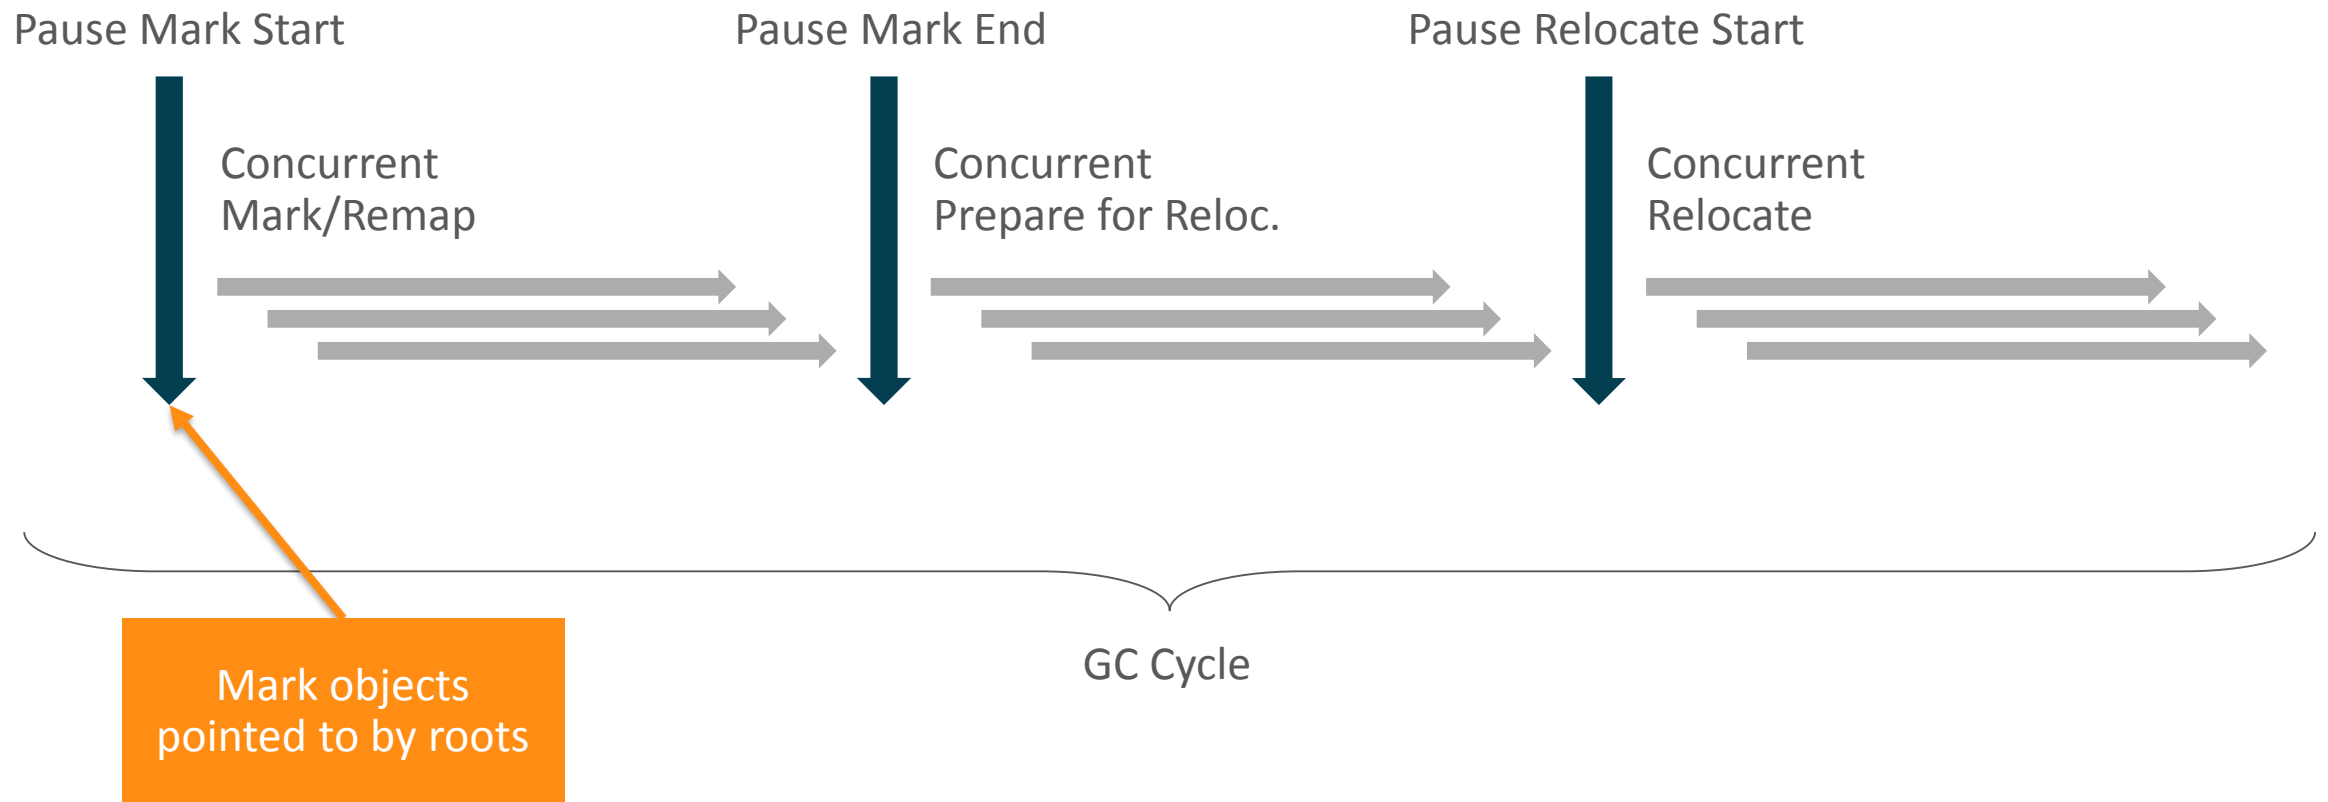 Pause Mark Start
Pause Mark End
Pause Relocate Start
Concurrent
Mark/Remap
Concurrent
Prepare for Reloc.
Concurrent
Relocate
GC Cycle
Mark objects
pointed to by roots